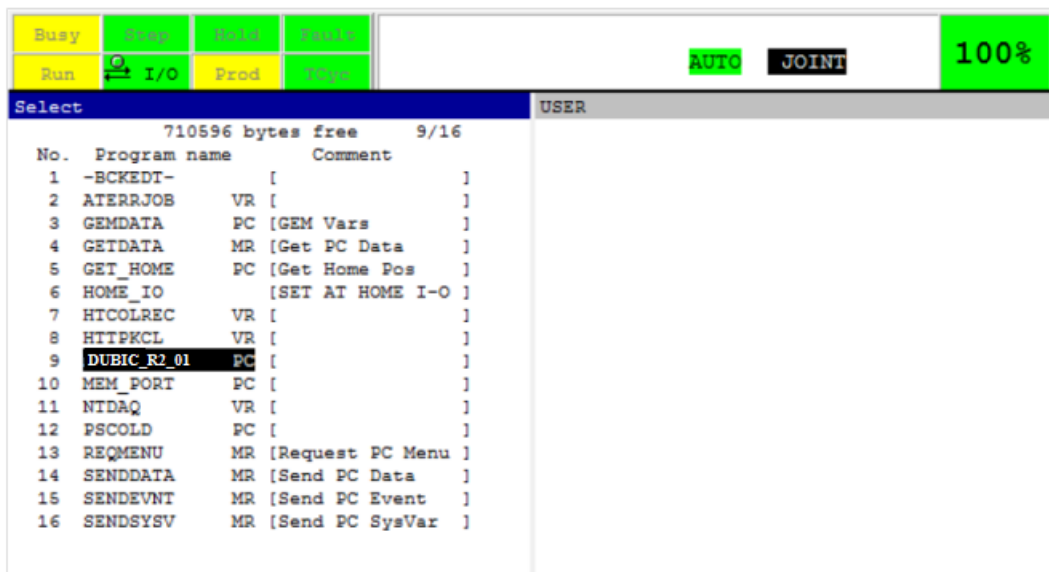 Busy Step Hold Fault
Run I/O Prod TCyc
AUTO JOINT
100%
Select
USER
710596 bytes free 9/16
No. Program name Comment
1 -BCKEDT- [ ]
2 ATERRJOB VR [ ]
3 GEMDATA PC [GEM Vars ]
4 GETDATA MR [Get PC Data ]
5 GET_HOME PC [Get Home Pos ]
6 HOME_IO [SET AT HOME I-O ]
7 HTCOLREC VR [ ]
8 HTTPKCL VR [ ]
9 DUBIC_R2_01 PC [ ]
10 MEM_PORT PC [ ]
11 NTDAQ VR [ ]
12 PSCOLD PC [ ]
13 REQMENU MR [Request PC Menu ]
14 SENDDATA MR [Send PC Data ]
15 SENDEVNT MR [Send PC Event ]
16 SENDSYSV MR [Send PC SysVar ]